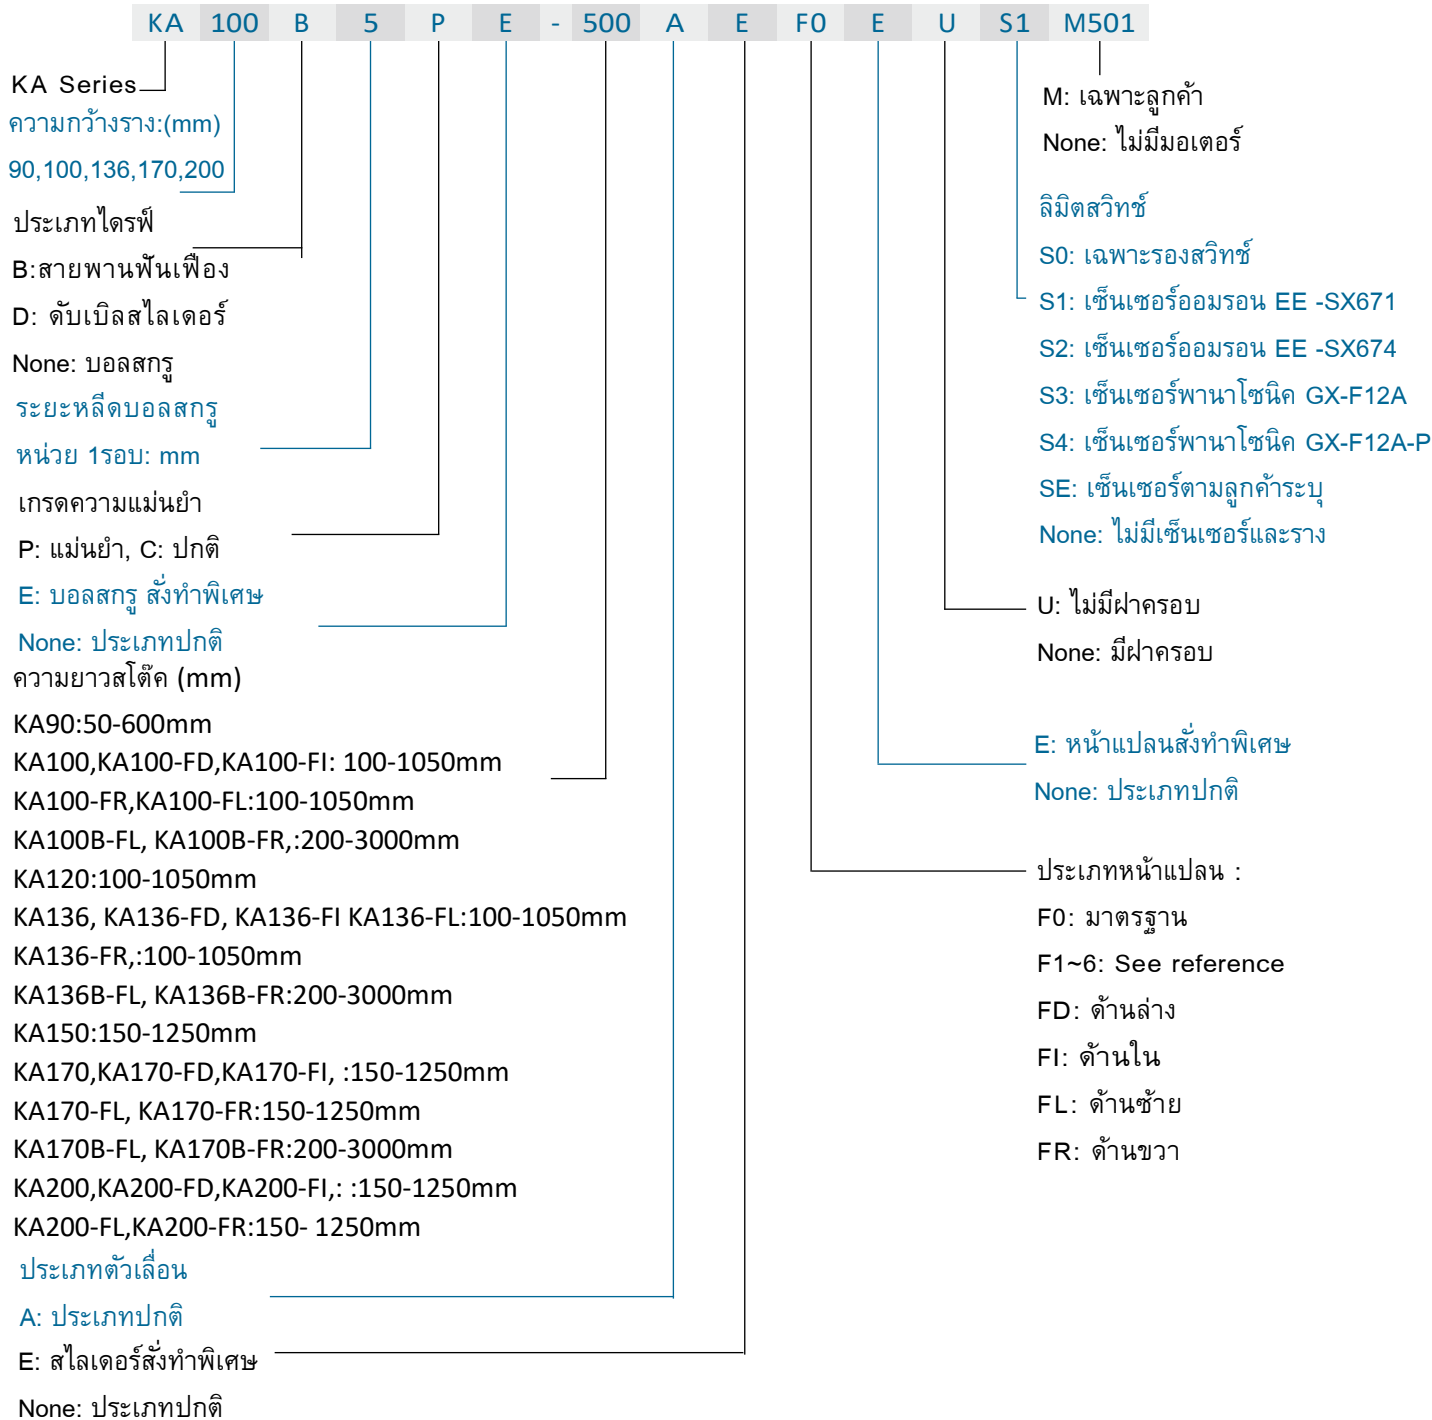 KA 100 B 5 P E - 500 A E F0 E U S1 M501
KA Series
ความกว้างราง:(mm)
90,100,136,170,200
ประเภทไดรฟ์
B:สายพานฟันเฟือง
D: ดับเบิลสไลเดอร์
None: บอลสกรู
ระยะหลีดบอลสกรู
หน่วย 1รอบ: mm
เกรดความแม่นยำ
P: แม่นยำ, C: ปกติ
E: บอลสกรู สั่งทำพิเศษ
None: ประเภทปกติ
ความยาวสโต๊ค (mm)
KA90:50-600mm
KA100,KA100-FD,KA100-FI: 100-1050mm
KA100-FR,KA100-FL:100-1050mm
KA100B-FL, KA100B-FR,:200-3000mm
KA120:100-1050mm
KA136, KA136-FD, KA136-FI KA136-FL:100-1050mm
KA136-FR,:100-1050mm
KA136B-FL, KA136B-FR:200-3000mm
KA150:150-1250mm
KA170,KA170-FD,KA170-FI, :150-1250mm
KA170-FL, KA170-FR:150-1250mm
KA170B-FL, KA170B-FR:200-3000mm
KA200,KA200-FD,KA200-FI,: :150-1250mm
KA200-FL,KA200-FR:150- 1250mm
ประเภทตัวเลื่อน
A: ประเภทปกติ
E: สไลเดอร์สั่งทำพิเศษ
None: ประเภทปกติ
M: เฉพาะลูกค้า
None: ไม่มีมอเตอร์
ลิมิตสวิทช์
S0: เฉพาะรองสวิทช์
S1: เซ็นเซอร์ออมรอน EE -SX671
S2: เซ็นเซอร์ออมรอน EE -SX674
S3: เซ็นเซอร์พานาโซนิค GX-F12A
S4: เซ็นเซอร์พานาโซนิค GX-F12A-P
SE: เซ็นเซอร์ตามลูกค้าระบุ
None: ไม่มีเซ็นเซอร์และราง
U: ไม่มีฝาครอบ
None: มีฝาครอบ
E: หน้าแปลนสั่งทำพิเศษ
None: ประเภทปกติ
ประเภทหน้าแปลน :
F0: มาตรฐาน
F1~6: See reference
FD: ด้านล่าง
FI: ด้านใน
FL: ด้านซ้าย
FR: ด้านขวา